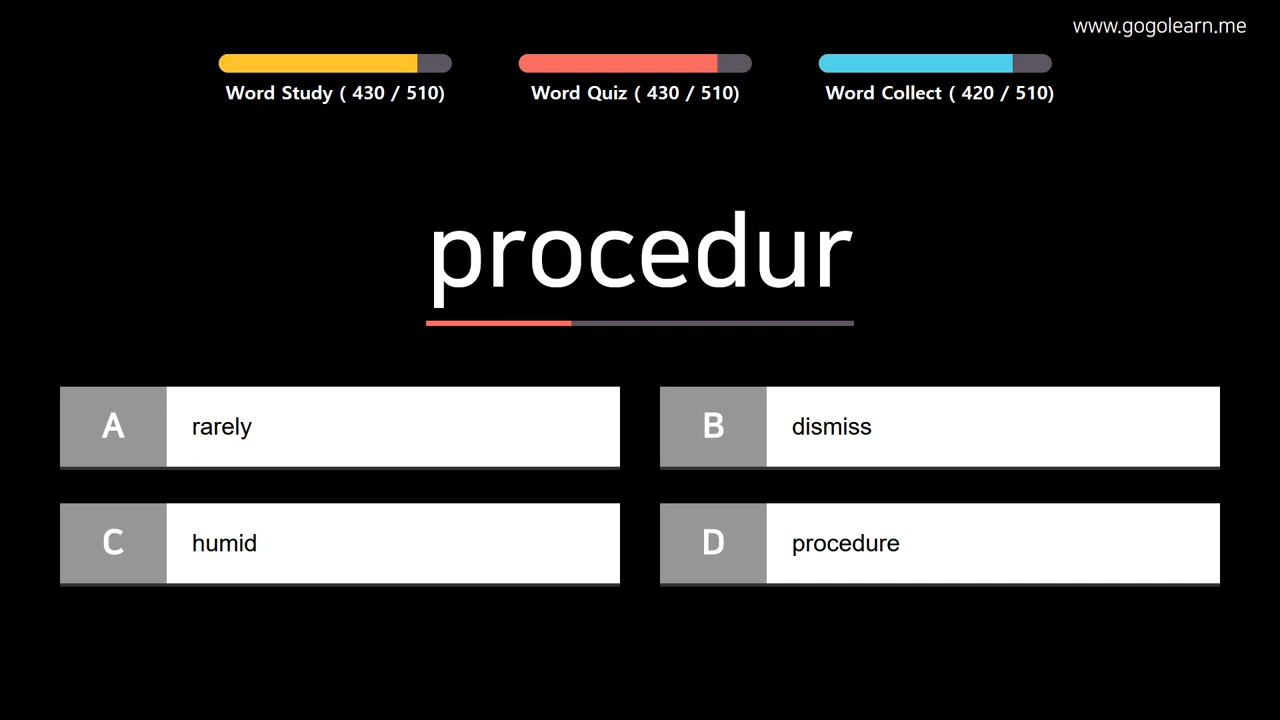 www.gogolearn.me
Word Study ( 430 / 510)
Word Quiz ( 430 / 510)
Word Collect ( 420 / 510)
procedur
A rarely
B dismiss
C humid
D procedure